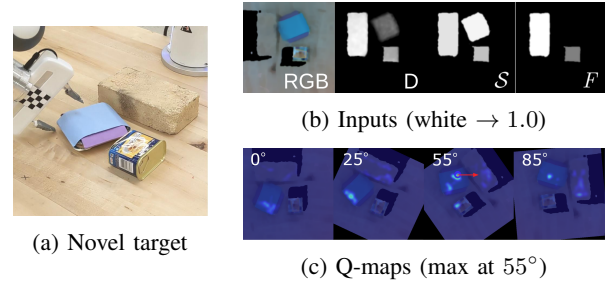 RGB
D
S
F
(b) Inputs (white → 1.0)
0°
25°
55°
85°
(a) Novel target
(c) Q-maps (max at 55°)